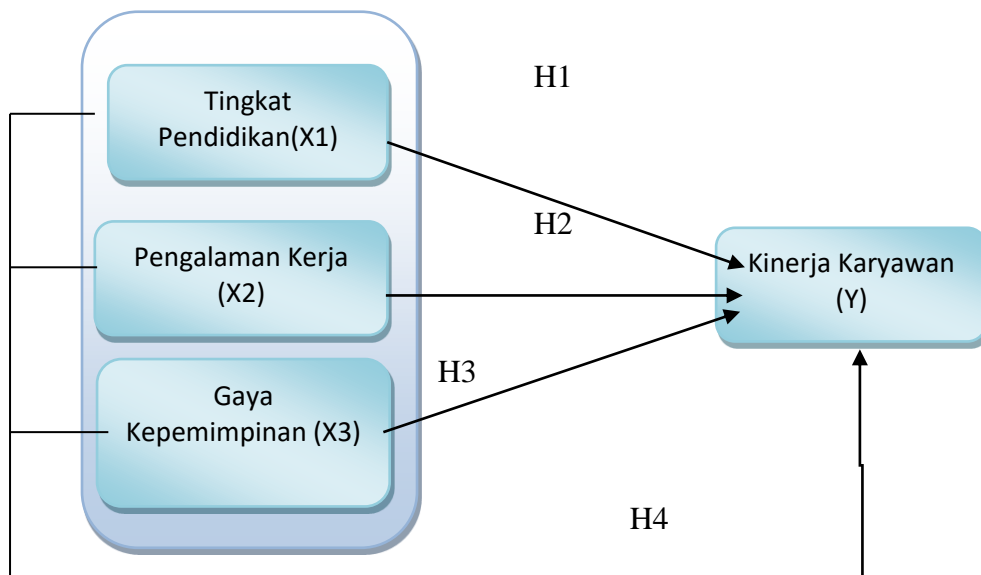 H1
Tingkat
Pendidikan(X1)
H2
Pengalaman Kerja
(X2)
Kinerja Karyawan
(Y)
H3
Gaya
Kepemimpinan (X3)
H4